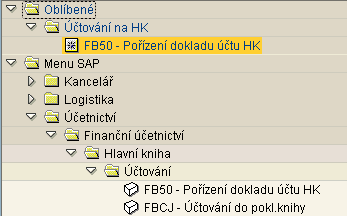 Oblíbené
Účtování na HK
FB50 - Pořízení dokladu účtu HK
Menu SAP
Kancelář
Logistika
Účetnictví
Finanční účetnictví
Hlavní kniha
Účtování
FB50 - Pořízení dokladu účtu HK
FBCJ - Účtování do pokl.knihy